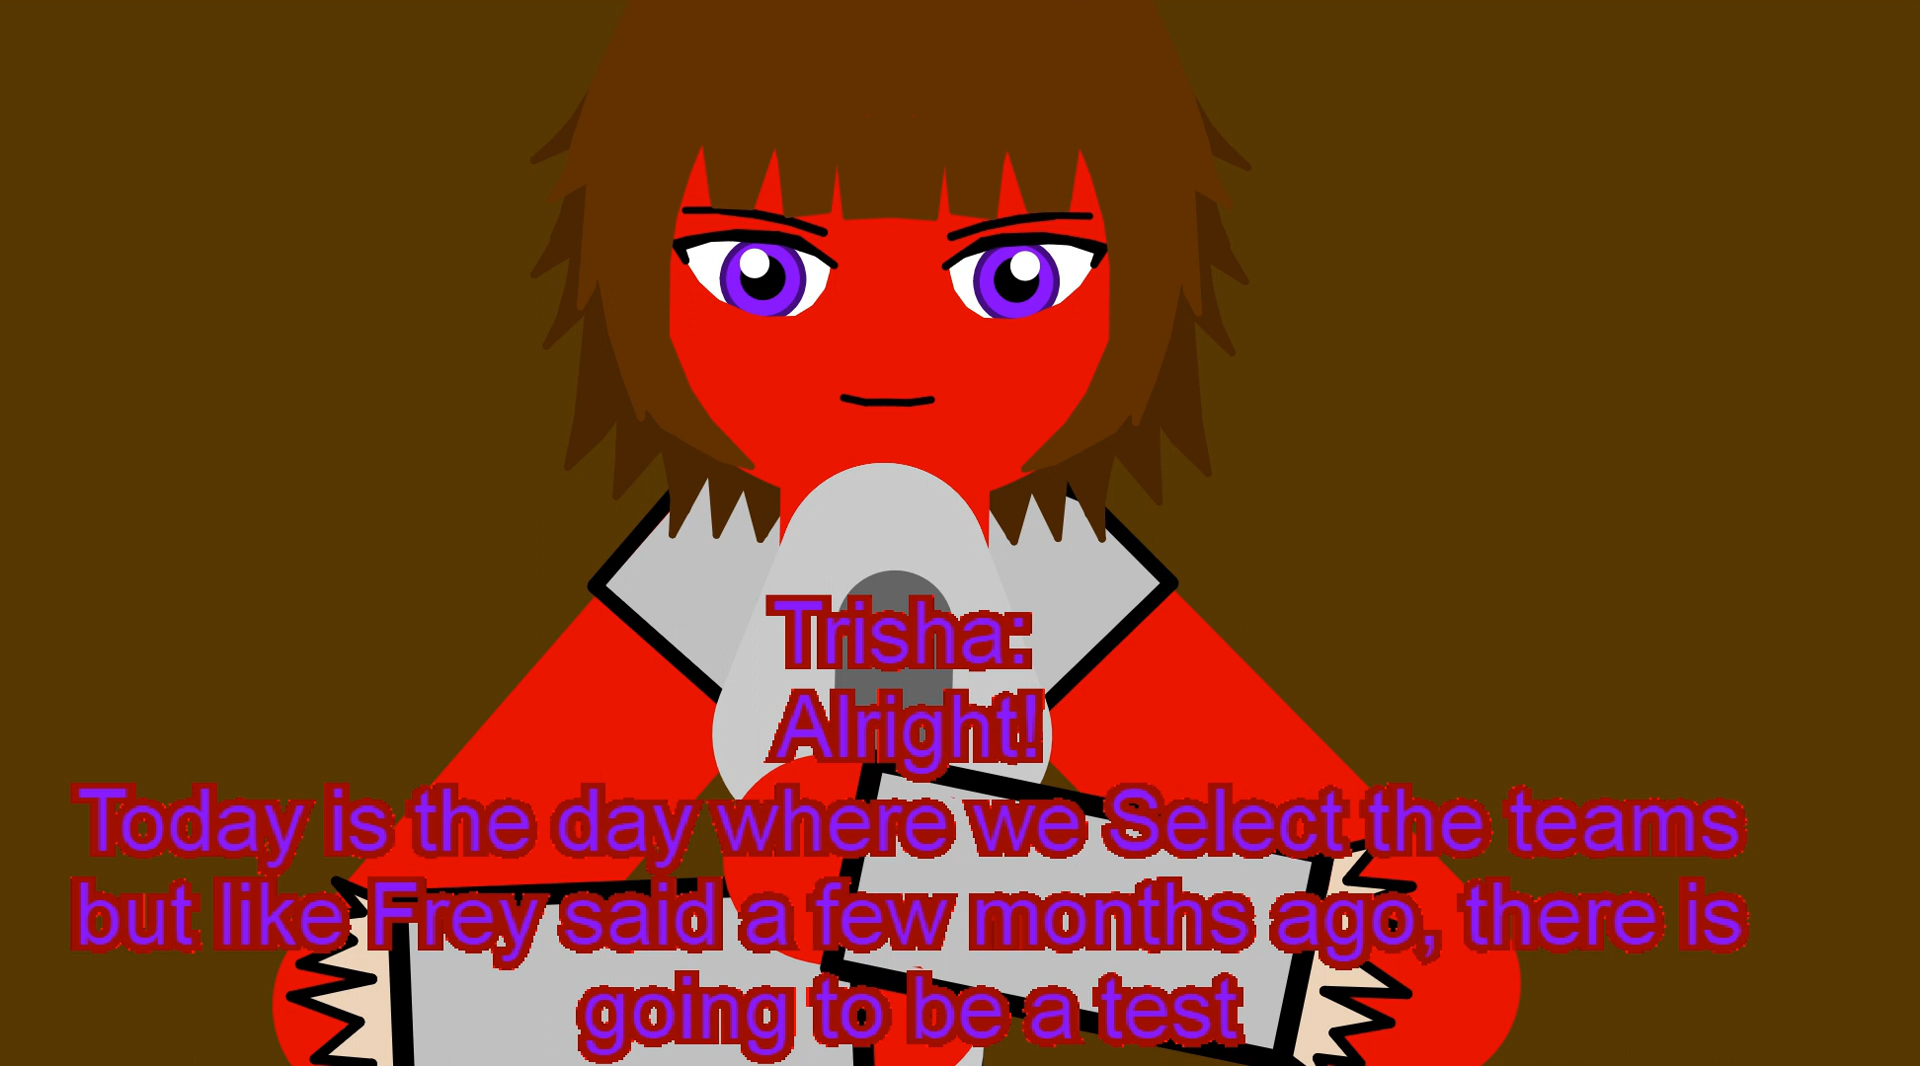 Trisha:
Alright!
Today is the day where we Select the teams
but like Frey said a few months ago, there is
going to be a test